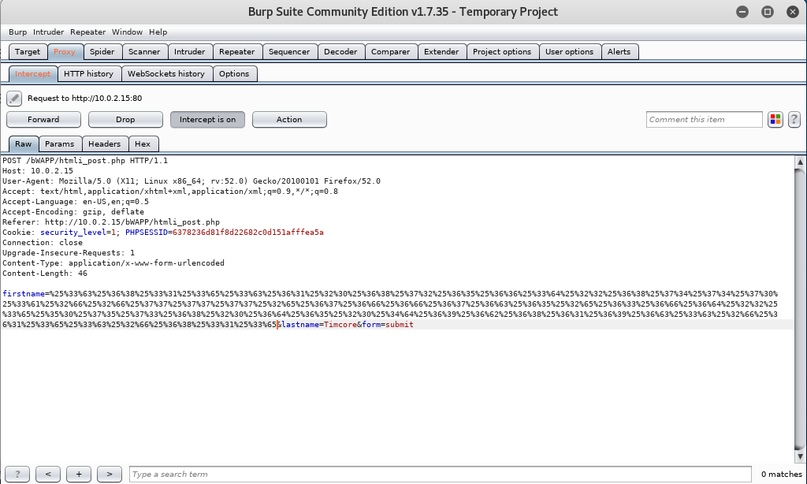 Burp Suite Community Edition v1.7.35 - Temporary Project
Burp Intruder Repeater Window Help
Target Proxy Spider Scanner Intruder Repeater Sequencer Decoder Comparer Extender Project options User options Alerts
Intercept HTTP history WebSockets history Options
Request to http://10.0.2.15:80
Forward Drop Intercept is on Action Comment this item ?
Raw Params Headers Hex
POST /bWAPP/htmli_post.php HTTP/1.1
Host: 10.0.2.15
User-Agent: Mozilla/5.0 (X11; Linux x86_64; rv:52.0) Gecko/20100101 Firefox/52.0
Accept: text/html,application/xhtml+xml,application/xml;q=0.9,*/*;q=0.8
Accept-Language: en-US,en;q=0.5
Accept-Encoding: gzip, deflate
Referer: http://10.0.2.15/bWAPP/htmli_post.php
Cookie: security_level=1; PHPSESSID=6378236d81f8d22682c0d151afffea5a
Connection: close
Upgrade-Insecure-Requests: 1
Content-Type: application/x-www-form-urlencoded
Content-Length: 46
firstname=%25%33%63%25%36%38%25%33%31%25%33%65%25%33%63%25%36%31%25%32%30%25%36%38%25%37%32%25%36%35%25%36%36%25%33%64%25%32%32%25%36%38%25%37%34%25%37%34%25%37%30%
25%33%61%25%32%66%25%32%66%25%37%37%25%37%37%25%37%37%25%32%65%25%36%37%25%36%66%25%36%66%25%36%37%25%36%63%25%36%35%25%32%65%25%36%33%25%36%66%25%36%64%25%32%32%25
%33%65%25%35%30%25%37%35%25%37%33%25%36%38%25%32%30%25%36%64%25%36%35%25%32%30%25%34%64%25%36%39%25%36%62%25%36%38%25%36%31%25%36%39%25%36%63%25%33%63%25%32%66%25%3
6%31%25%33%65%25%33%63%25%32%66%25%36%38%25%33%31%25%33%65&lastname=Timcore&form=submit
? < + > Type a search term 0 matches